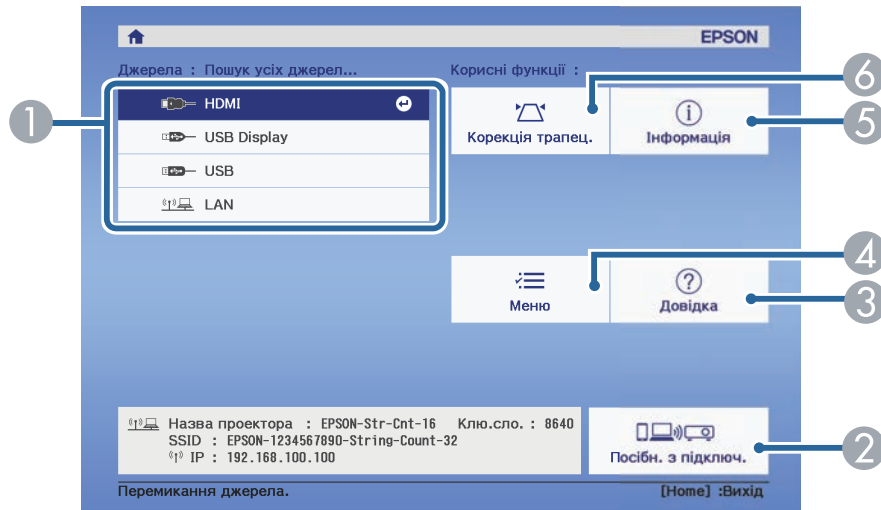 EPSON
Джерела : Пошук усіх джерел...
Корисні функції :
HDMI
USB Display
USB
LAN
Корекція трапец.
Інформація
Меню
Довідка
Назва проектора : EPSON-Str-Cnt-16 Клю.сло. : 8640
SSID : EPSON-1234567890-String-Count-32
IP : 192.168.100.100
Посібн. з підключ.
Перемикання джерела.
[Home] :Вихід
1
6
5
4
3
2